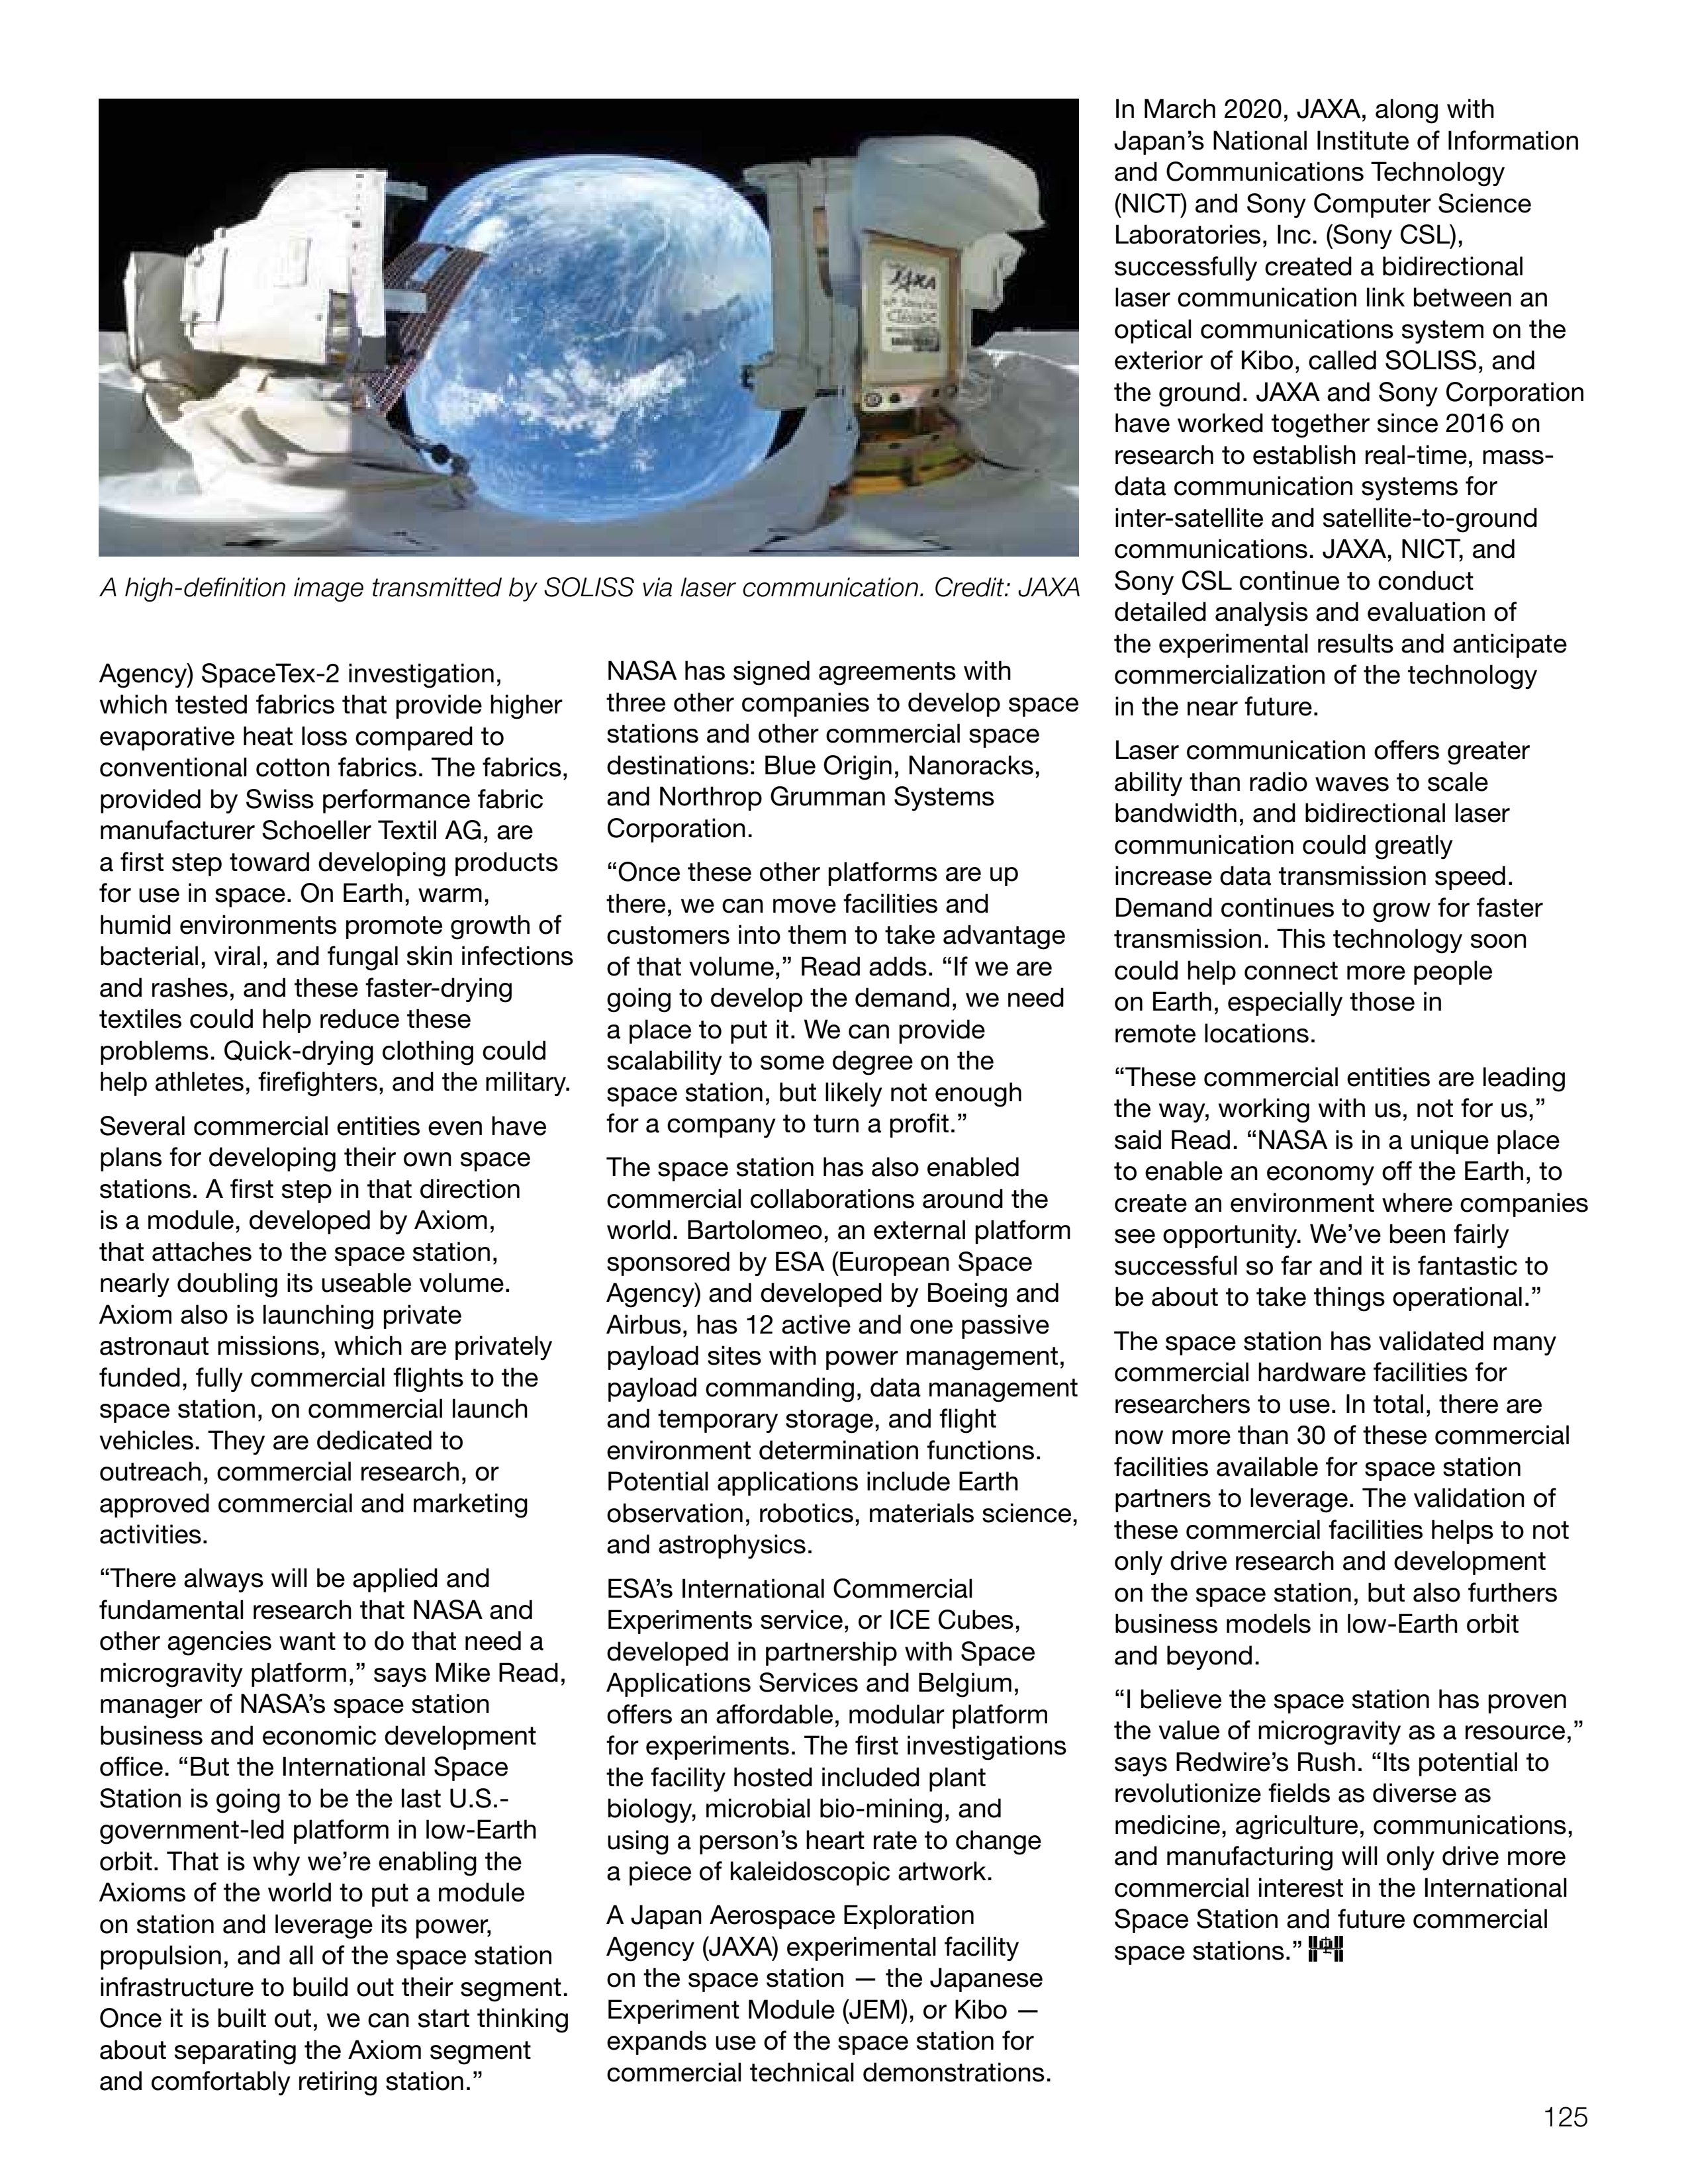 JAXA
A high-definition image transmitted by SOLISS via laser communication. Credit: JAXA
Agency) SpaceTex-2 investigation,
which tested fabrics that provide higher
evaporative heat loss compared to
conventional cotton fabrics. The fabrics,
provided by Swiss performance fabric
manufacturer Schoeller Textil AG, are
a first step toward developing products
for use in space. On Earth, warm,
humid environments promote growth of
bacterial, viral, and fungal skin infections
and rashes, and these faster-drying
textiles could help reduce these
problems. Quick-drying clothing could
help athletes, firefighters, and the military.
Several commercial entities even have
plans for developing their own space
stations. A first step in that direction
is a module, developed by Axiom,
that attaches to the space station,
nearly doubling its useable volume.
Axiom also is launching private
astronaut missions, which are privately
funded, fully commercial flights to the
space station, on commercial launch
vehicles. They are dedicated to
outreach, commercial research, or
approved commercial and marketing
activities.
“There always will be applied and
fundamental research that NASA and
other agencies want to do that need a
microgravity platform,” says Mike Read,
manager of NASA’s space station
business and economic development
office. “But the International Space
Station is going to be the last U.S.-
government-led platform in low-Earth
orbit. That is why we’re enabling the
Axioms of the world to put a module
on station and leverage its power,
propulsion, and all of the space station
infrastructure to build out their segment.
Once it is built out, we can start thinking
about separating the Axiom segment
and comfortably retiring station.”
NASA has signed agreements with
three other companies to develop space
stations and other commercial space
destinations: Blue Origin, Nanoracks,
and Northrop Grumman Systems
Corporation.
“Once these other platforms are up
there, we can move facilities and
customers into them to take advantage
of that volume,” Read adds. “If we are
going to develop the demand, we need
a place to put it. We can provide
scalability to some degree on the
space station, but likely not enough
for a company to turn a profit.”
The space station has also enabled
commercial collaborations around the
world. Bartolomeo, an external platform
sponsored by ESA (European Space
Agency) and developed by Boeing and
Airbus, has 12 active and one passive
payload sites with power management,
payload commanding, data management
and temporary storage, and flight
environment determination functions.
Potential applications include Earth
observation, robotics, materials science,
and astrophysics.
ESA’s International Commercial
Experiments service, or ICE Cubes,
developed in partnership with Space
Applications Services and Belgium,
offers an affordable, modular platform
for experiments. The first investigations
the facility hosted included plant
biology, microbial bio-mining, and
using a person’s heart rate to change
a piece of kaleidoscopic artwork.
A Japan Aerospace Exploration
Agency (JAXA) experimental facility
on the space station — the Japanese
Experiment Module (JEM), or Kibo —
expands use of the space station for
commercial technical demonstrations.
In March 2020, JAXA, along with
Japan’s National Institute of Information
and Communications Technology
(NICT) and Sony Computer Science
Laboratories, Inc. (Sony CSL),
successfully created a bidirectional
laser communication link between an
optical communications system on the
exterior of Kibo, called SOLISS, and
the ground. JAXA and Sony Corporation
have worked together since 2016 on
research to establish real-time, mass-
data communication systems for
inter-satellite and satellite-to-ground
communications. JAXA, NICT, and
Sony CSL continue to conduct
detailed analysis and evaluation of
the experimental results and anticipate
commercialization of the technology
in the near future.
Laser communication offers greater
ability than radio waves to scale
bandwidth, and bidirectional laser
communication could greatly
increase data transmission speed.
Demand continues to grow for faster
transmission. This technology soon
could help connect more people
on Earth, especially those in
remote locations.
“These commercial entities are leading
the way, working with us, not for us,”
said Read. “NASA is in a unique place
to enable an economy off the Earth, to
create an environment where companies
see opportunity. We’ve been fairly
successful so far and it is fantastic to
be about to take things operational.”
The space station has validated many
commercial hardware facilities for
researchers to use. In total, there are
now more than 30 of these commercial
facilities available for space station
partners to leverage. The validation of
these commercial facilities helps to not
only drive research and development
on the space station, but also furthers
business models in low-Earth orbit
and beyond.
“I believe the space station has proven
the value of microgravity as a resource,”
says Redwire’s Rush. “Its potential to
revolutionize fields as diverse as
medicine, agriculture, communications,
and manufacturing will only drive more
commercial interest in the International
Space Station and future commercial
space stations.”
125